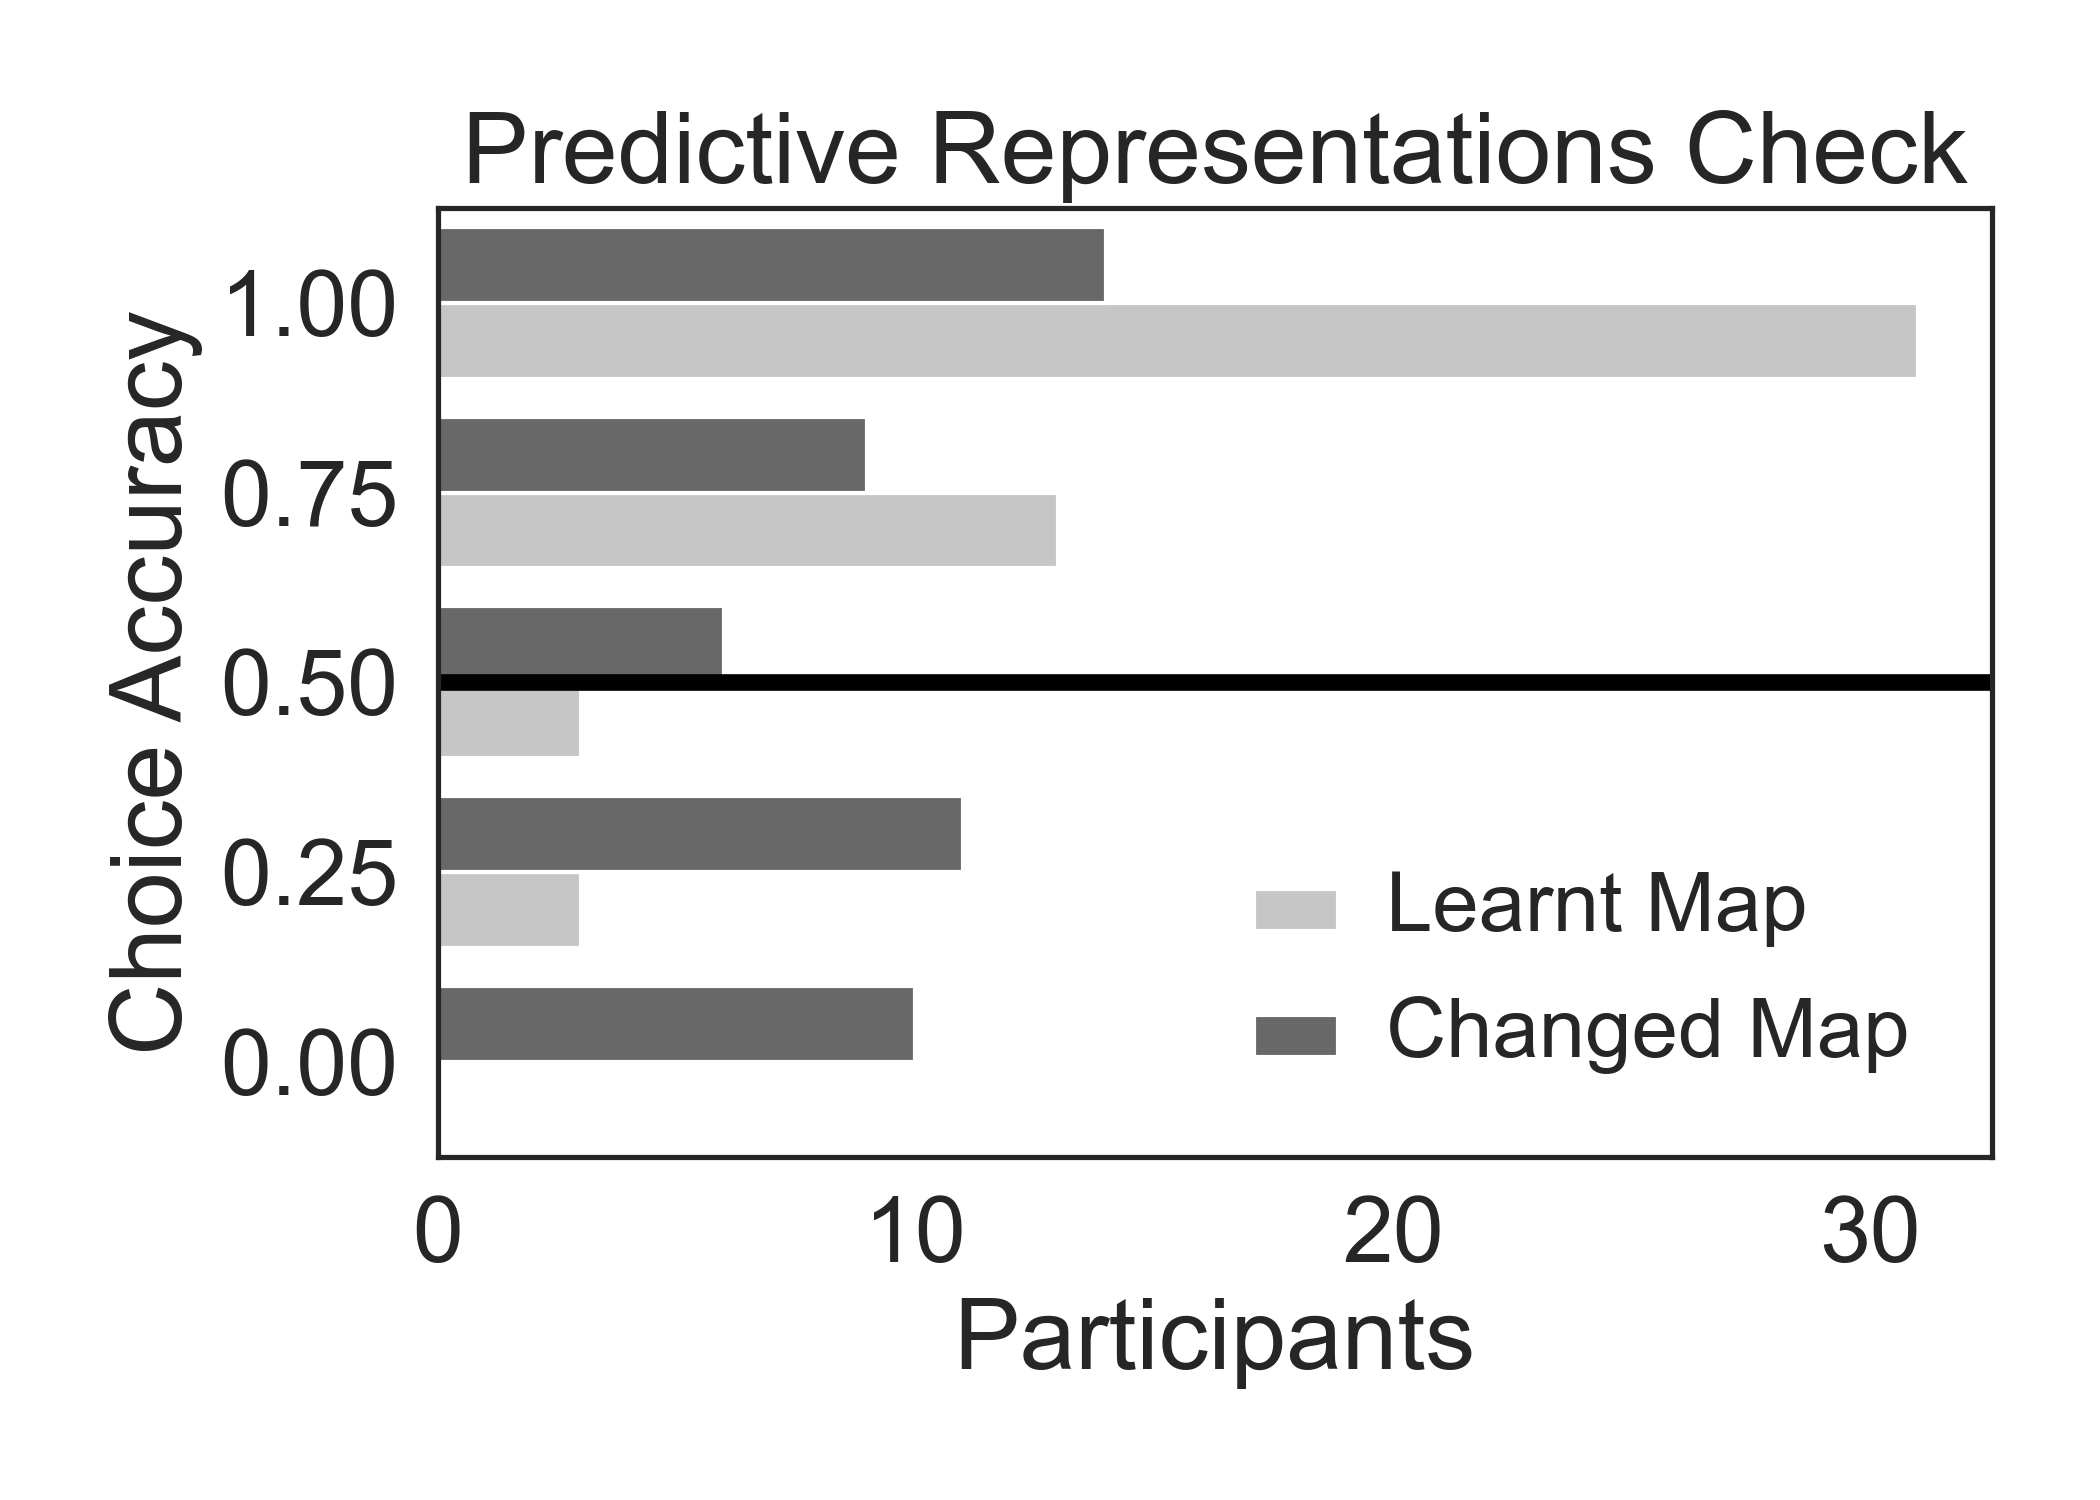 Predictive Representations Check
Choice Accuracy
1.00
0.75
0.50
0.25
0.00
Learnt Map
Changed Map
0 10 20 30
Participants